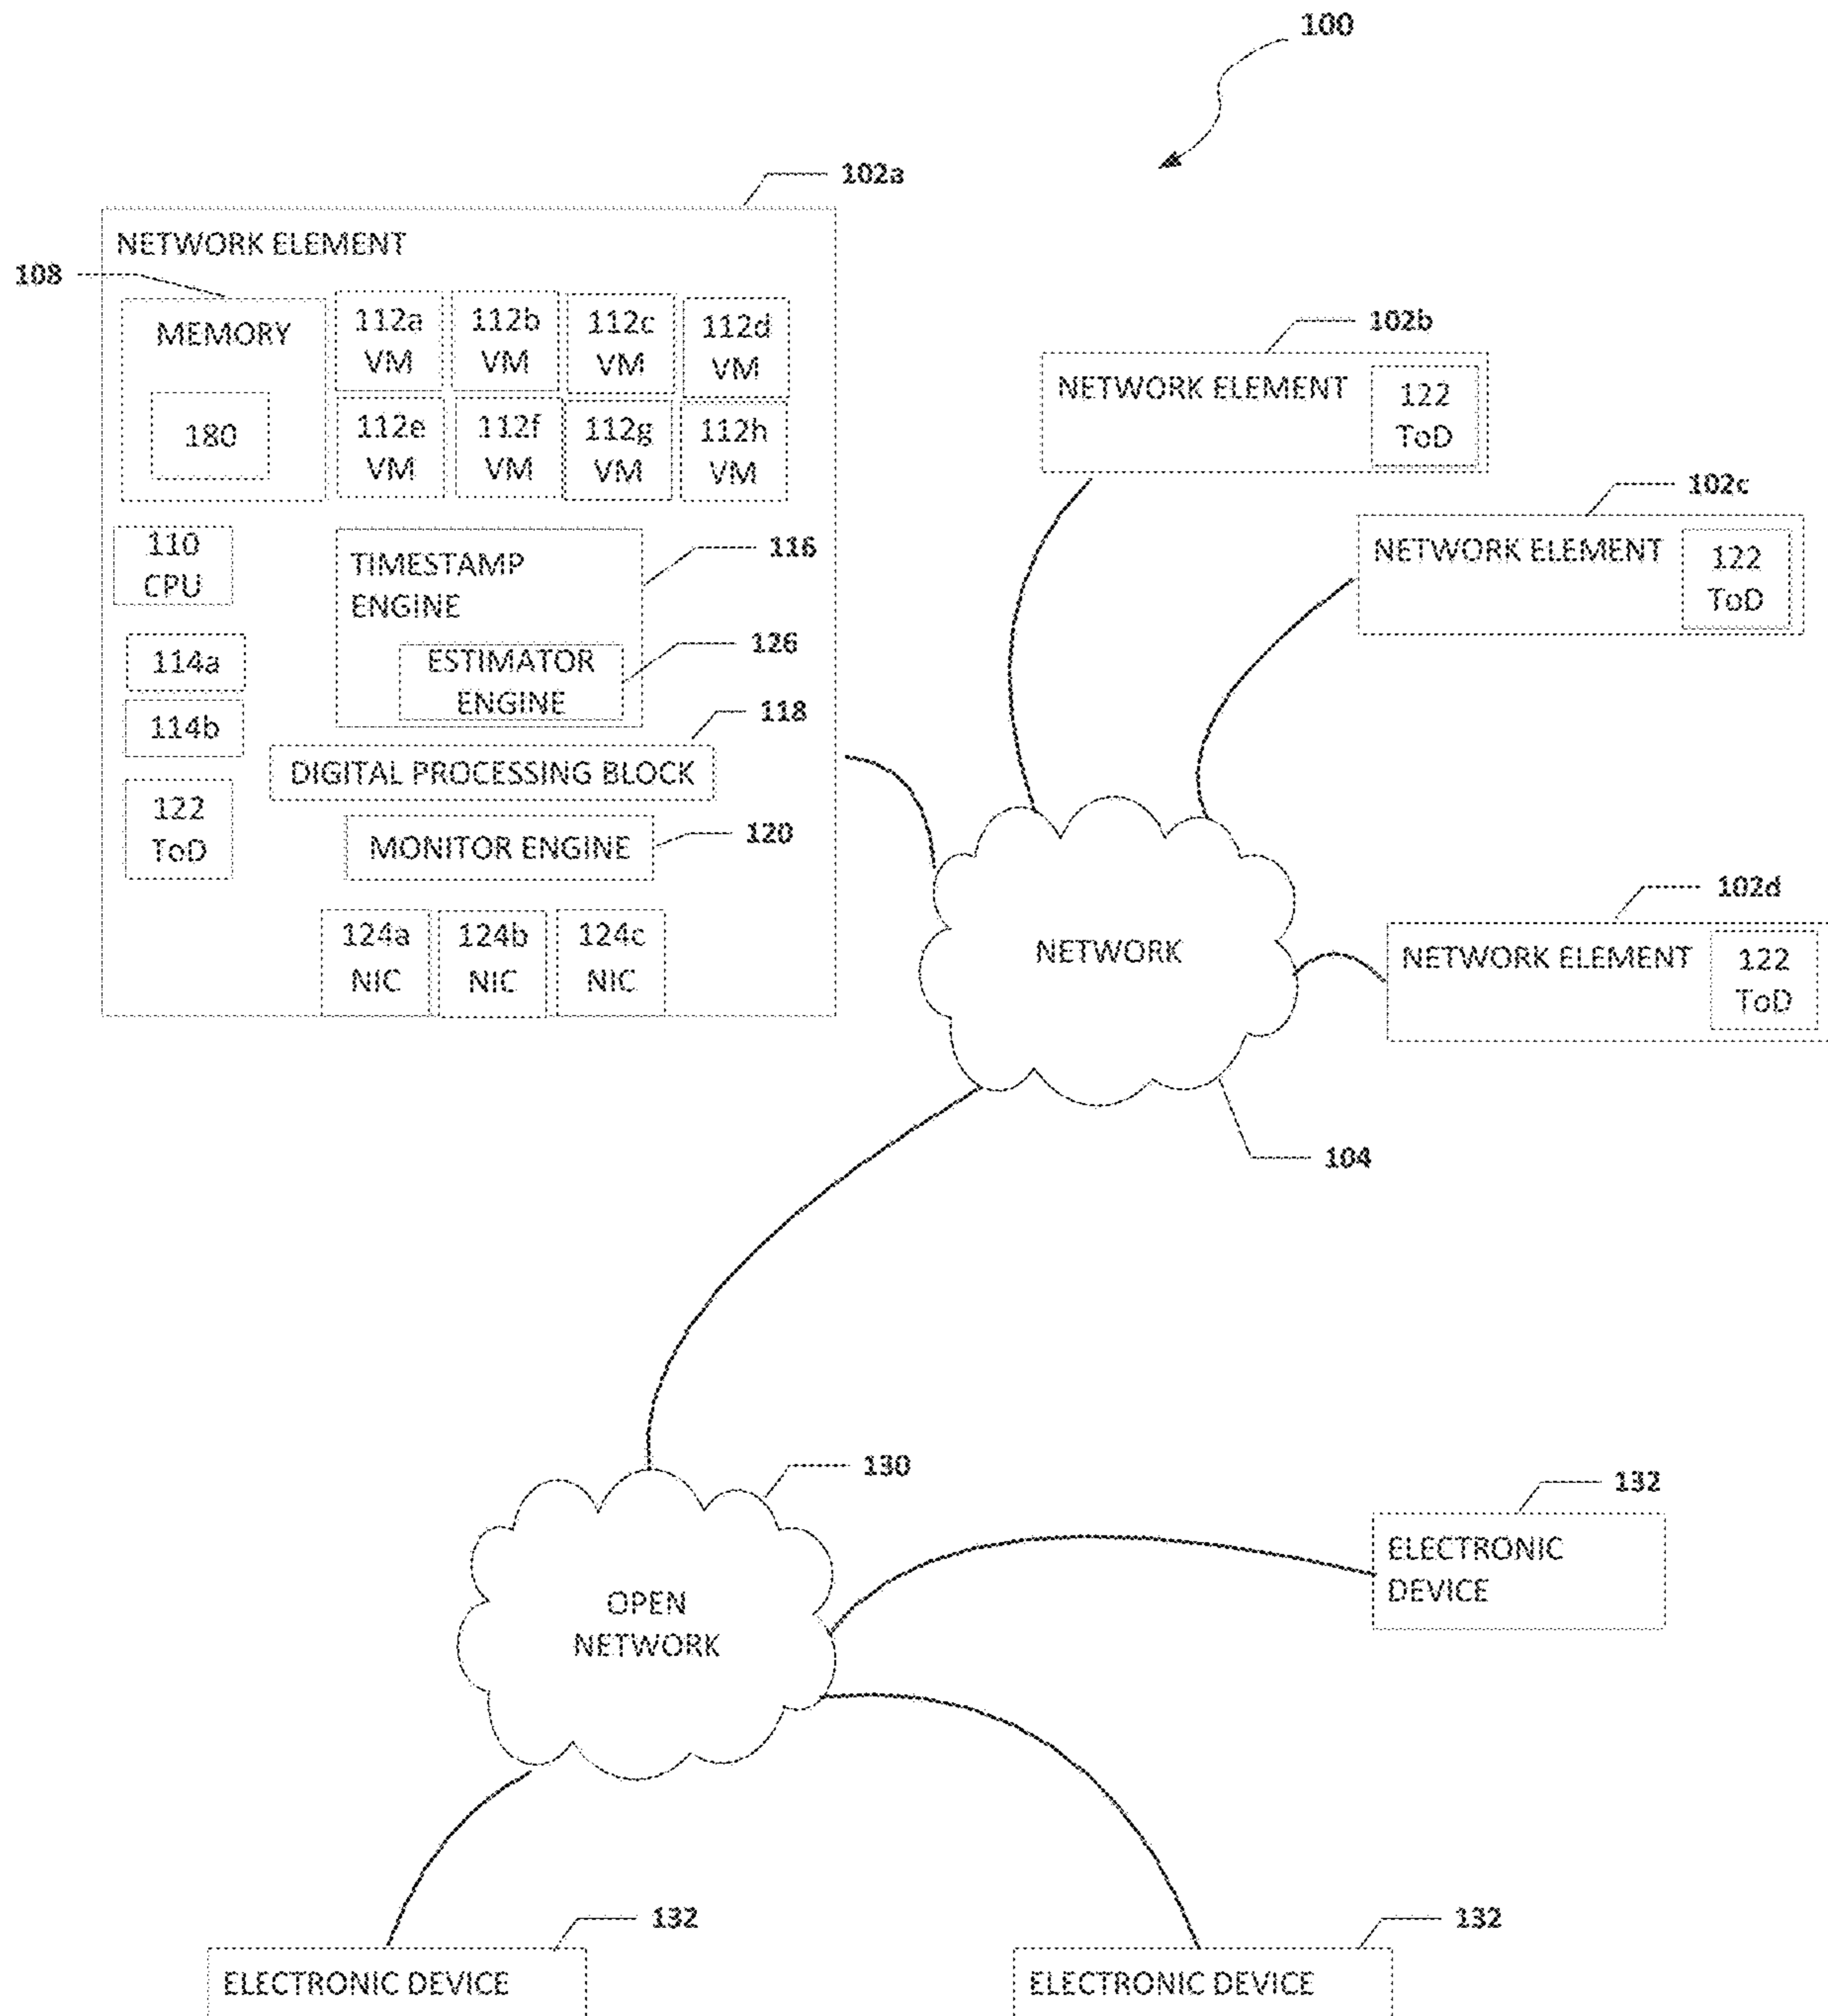 100
102a
NETWORK ELEMENT
108
MEMORY
180
112a
VM
112b
VM
112c
VM
112d
VM
112e
VM
112f
VM
112g
VM
112h
VM
110
CPU
TIMESTAMP
ENGINE
116
ESTIMATOR
ENGINE
126
114a
114b
118
DIGITAL PROCESSING BLOCK
122
ToD
MONITOR ENGINE
120
124a
NIC
124b
NIC
124c
NIC
102b
NETWORK ELEMENT
122
ToD
102c
NETWORK ELEMENT
122
ToD
102d
NETWORK ELEMENT
122
ToD
NETWORK
104
130
OPEN
NETWORK
132
ELECTRONIC
DEVICE
132
ELECTRONIC DEVICE
132
ELECTRONIC DEVICE